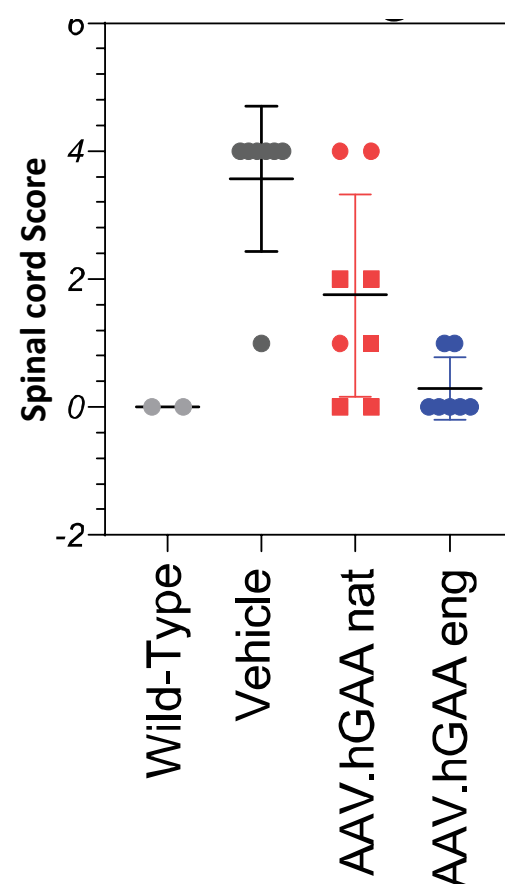 6
4
2
0
-2
Spinal cord Score
Wild-Type
Vehicle
AAV.hGAA nat
AAV.hGAA eng